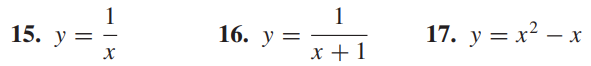 15. y = 1/x 16. y = 1/(x + 1) 17. y = x² − x